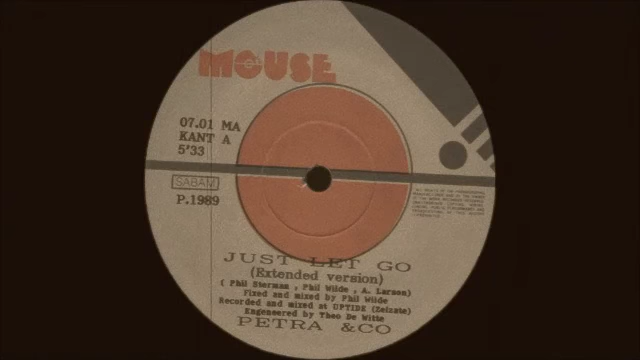 MOUSE
07.01 MA
KANT A
5'33
SABAM
P.1989
JUST LET GO
(Extended version)
( Phil Sterman , Phil Wilde , A. Larson)
Fixed and mixed by Phil Wilde
Recorded and mixed at UPTIDE (Zelzate)
Engeneered by Theo De Witte
PETRA &CO